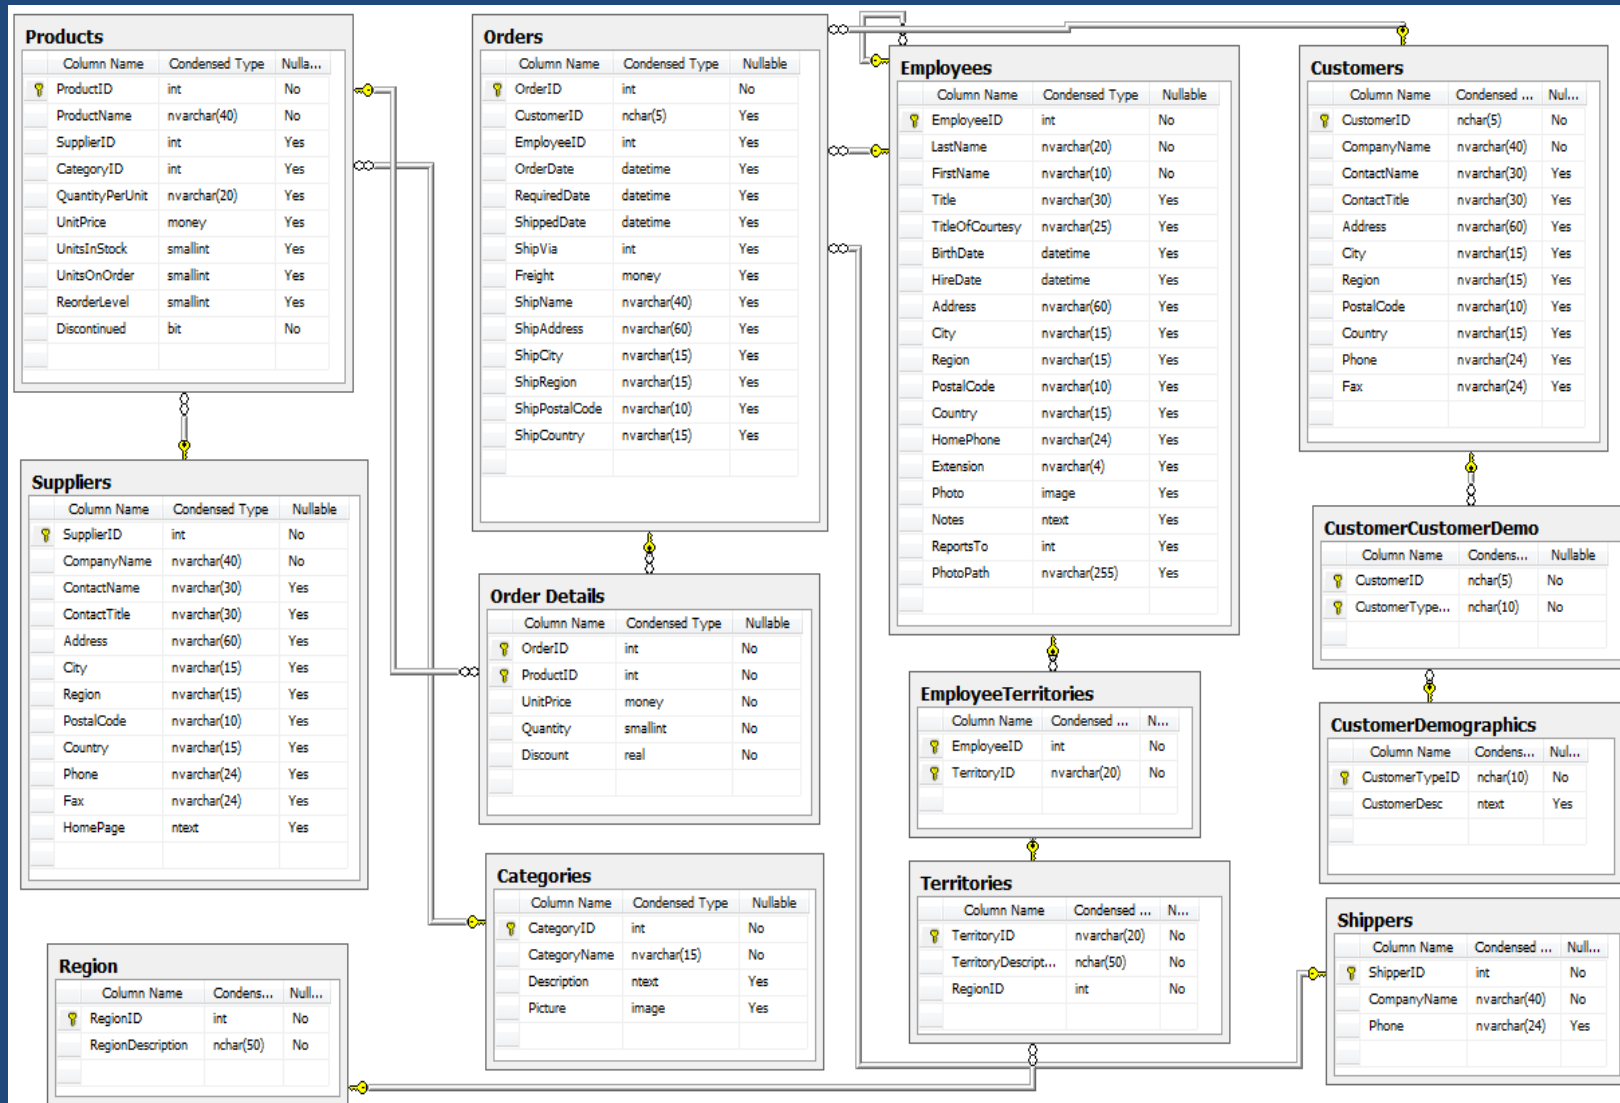 Products
Column Name Condensed Type Nulla...
ProductID int No
ProductName nvarchar(40) No
SupplierID int Yes
CategoryID int Yes
QuantityPerUnit nvarchar(20) Yes
UnitPrice money Yes
UnitsInStock smallint Yes
UnitsOnOrder smallint Yes
ReorderLevel smallint Yes
Discontinued bit No
Suppliers
Column Name Condensed Type Nullable
SupplierID int No
CompanyName nvarchar(40) No
ContactName nvarchar(30) Yes
ContactTitle nvarchar(30) Yes
Address nvarchar(60) Yes
City nvarchar(15) Yes
Region nvarchar(15) Yes
PostalCode nvarchar(10) Yes
Country nvarchar(15) Yes
Phone nvarchar(24) Yes
Fax nvarchar(24) Yes
HomePage ntext Yes
Region
Column Name Condens... Null...
RegionID int No
RegionDescription nchar(50) No
Orders
Column Name Condensed Type Nullable
OrderID int No
CustomerID nchar(5) Yes
EmployeeID int Yes
OrderDate datetime Yes
RequiredDate datetime Yes
ShippedDate datetime Yes
ShipVia int Yes
Freight money Yes
ShipName nvarchar(40) Yes
ShipAddress nvarchar(60) Yes
ShipCity nvarchar(15) Yes
ShipRegion nvarchar(15) Yes
ShipPostalCode nvarchar(10) Yes
ShipCountry nvarchar(15) Yes
Order Details
Column Name Condensed Type Nullable
OrderID int No
ProductID int No
UnitPrice money No
Quantity smallint No
Discount real No
Categories
Column Name Condensed Type Nullable
CategoryID int No
CategoryName nvarchar(15) No
Description ntext Yes
Picture image Yes
Employees
Column Name Condensed Type Nullable
EmployeeID int No
LastName nvarchar(20) No
FirstName nvarchar(10) No
Title nvarchar(30) Yes
TitleOfCourtesy nvarchar(25) Yes
BirthDate datetime Yes
HireDate datetime Yes
Address nvarchar(60) Yes
City nvarchar(15) Yes
Region nvarchar(15) Yes
PostalCode nvarchar(10) Yes
Country nvarchar(15) Yes
HomePhone nvarchar(24) Yes
Extension nvarchar(4) Yes
Photo image Yes
Notes ntext Yes
ReportsTo int Yes
PhotoPath nvarchar(255) Yes
EmployeeTerritories
Column Name Condensed ... N...
EmployeeID int No
TerritoryID nvarchar(20) No
Territories
Column Name Condensed ... N...
TerritoryID nvarchar(20) No
TerritoryDescript... nchar(50) No
RegionID int No
Customers
Column Name Condensed ... Nul...
CustomerID nchar(5) No
CompanyName nvarchar(40) No
ContactName nvarchar(30) Yes
ContactTitle nvarchar(30) Yes
Address nvarchar(60) Yes
City nvarchar(15) Yes
Region nvarchar(15) Yes
PostalCode nvarchar(10) Yes
Country nvarchar(15) Yes
Phone nvarchar(24) Yes
Fax nvarchar(24) Yes
CustomerCustomerDemo
Column Name Condens... Nullable
CustomerID nchar(5) No
CustomerType... nchar(10) No
CustomerDemographics
Column Name Condens... Nul...
CustomerTypeID nchar(10) No
CustomerDesc ntext Yes
Shippers
Column Name Condensed ... Null...
ShipperID int No
CompanyName nvarchar(40) No
Phone nvarchar(24) Yes